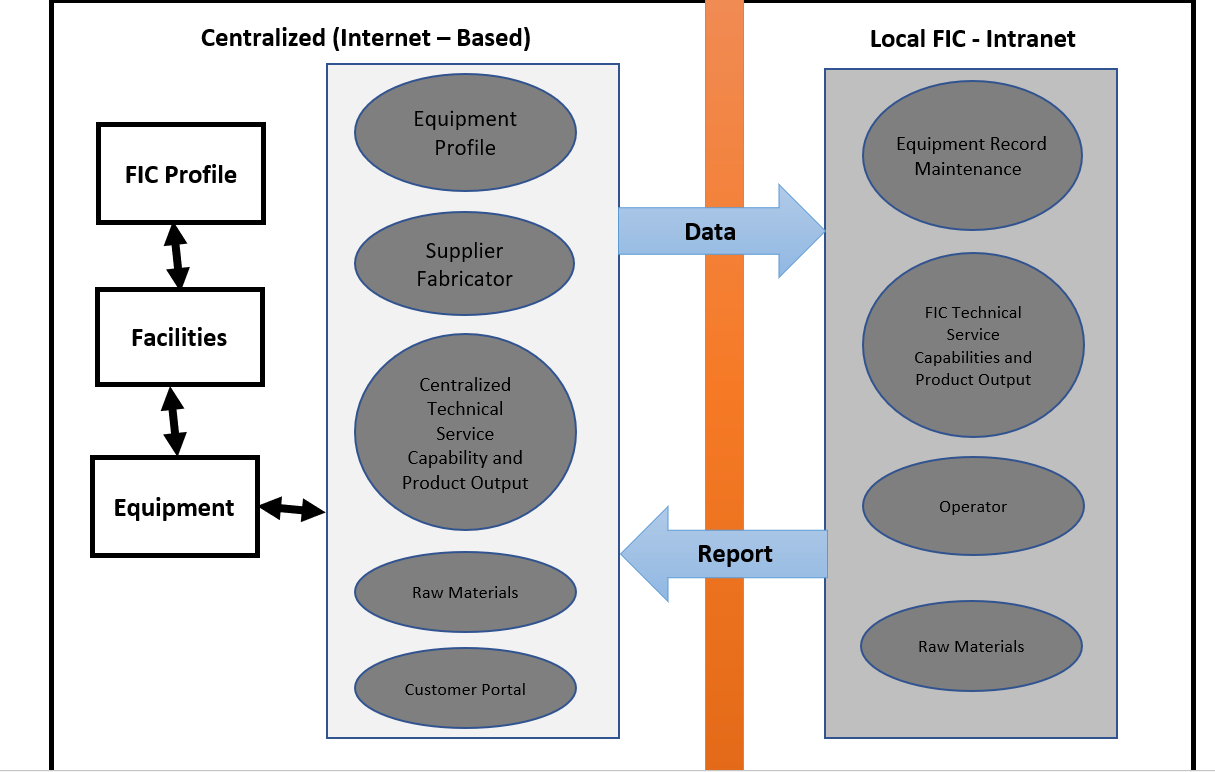 Centralized (Internet – Based)
Local FIC - Intranet
FIC Profile
Facilities
Equipment
Equipment
Profile
Supplier
Fabricator
Centralized
Technical
Service
Capability and
Product Output
Raw Materials
Customer Portal
Data
Report
Equipment Record
Maintenance
FIC Technical
Service
Capabilities and
Product Output
Operator
Raw Materials